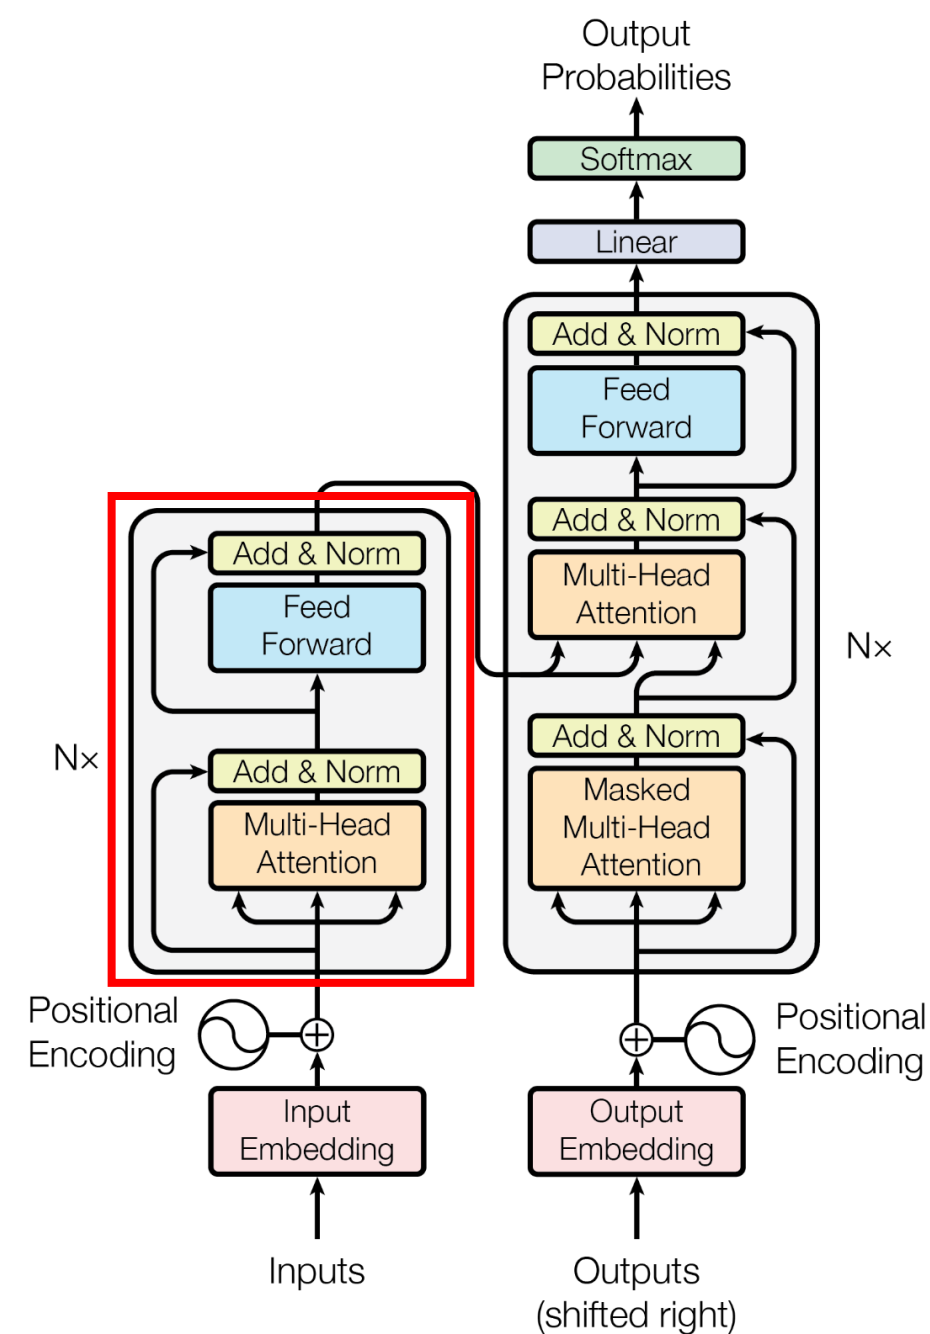 Output
Probabilities
Softmax
Linear
Add & Norm
Feed
Forward
Add & Norm
Multi-Head
Attention
N×
Add & Norm
Masked
Multi-Head
Attention
Add & Norm
Feed
Forward
N×
Add & Norm
Multi-Head
Attention
Positional
Encoding
Positional
Encoding
Input
Embedding
Output
Embedding
Inputs
Outputs
(shifted right)